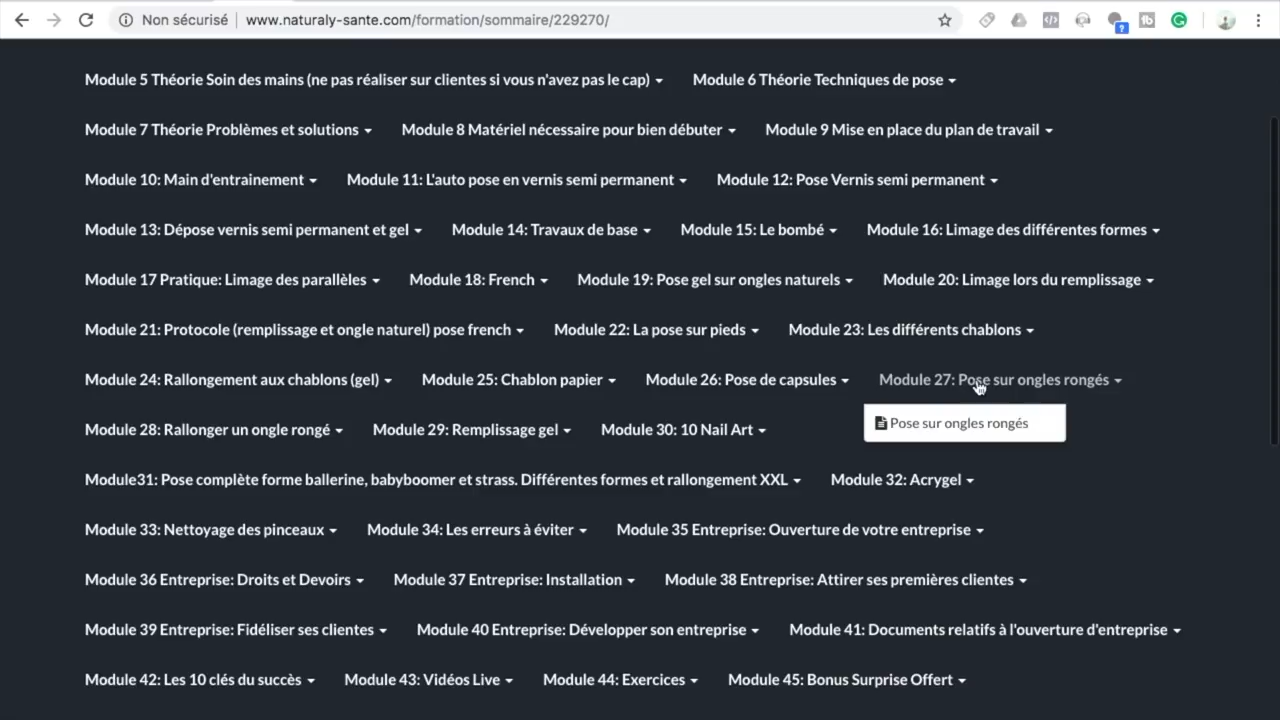 Non sécurisé www.naturaly-sante.com/formation/sommaire/229270/
Module 5 Théorie Soin des mains (ne pas réaliser sur clientes si vous n'avez pas le cap) Module 6 Théorie Techniques de pose
Module 7 Théorie Problèmes et solutions Module 8 Matériel nécessaire pour bien débuter Module 9 Mise en place du plan de travail
Module 10: Main d'entrainement Module 11: L'auto pose en vernis semi permanent Module 12: Pose Vernis semi permanent
Module 13: Dépose vernis semi permanent et gel Module 14: Travaux de base Module 15: Le bombé Module 16: Limage des différentes formes
Module 17 Pratique: Limage des parallèles Module 18: French Module 19: Pose gel sur ongles naturels Module 20: Limage lors du remplissage
Module 21: Protocole (remplissage et ongle naturel) pose french Module 22: La pose sur pieds Module 23: Les différents chablons
Module 24: Rallongement aux chablons (gel) Module 25: Chablon papier Module 26: Pose de capsules Module 27: Pose sur ongles rongés
Pose sur ongles rongés
Module 28: Rallonger un ongle rongé Module 29: Remplissage gel Module 30: 10 Nail Art
Module31: Pose complète forme ballerine, babyboomer et strass. Différentes formes et rallongement XXL Module 32: Acrygel
Module 33: Nettoyage des pinceaux Module 34: Les erreurs à éviter Module 35 Entreprise: Ouverture de votre entreprise
Module 36 Entreprise: Droits et Devoirs Module 37 Entreprise: Installation Module 38 Entreprise: Attirer ses premières clientes
Module 39 Entreprise: Fidéliser ses clientes Module 40 Entreprise: Développer son entreprise Module 41: Documents relatifs à l'ouverture d'entreprise
Module 42: Les 10 clés du succès Module 43: Vidéos Live Module 44: Exercices Module 45: Bonus Surprise Offert